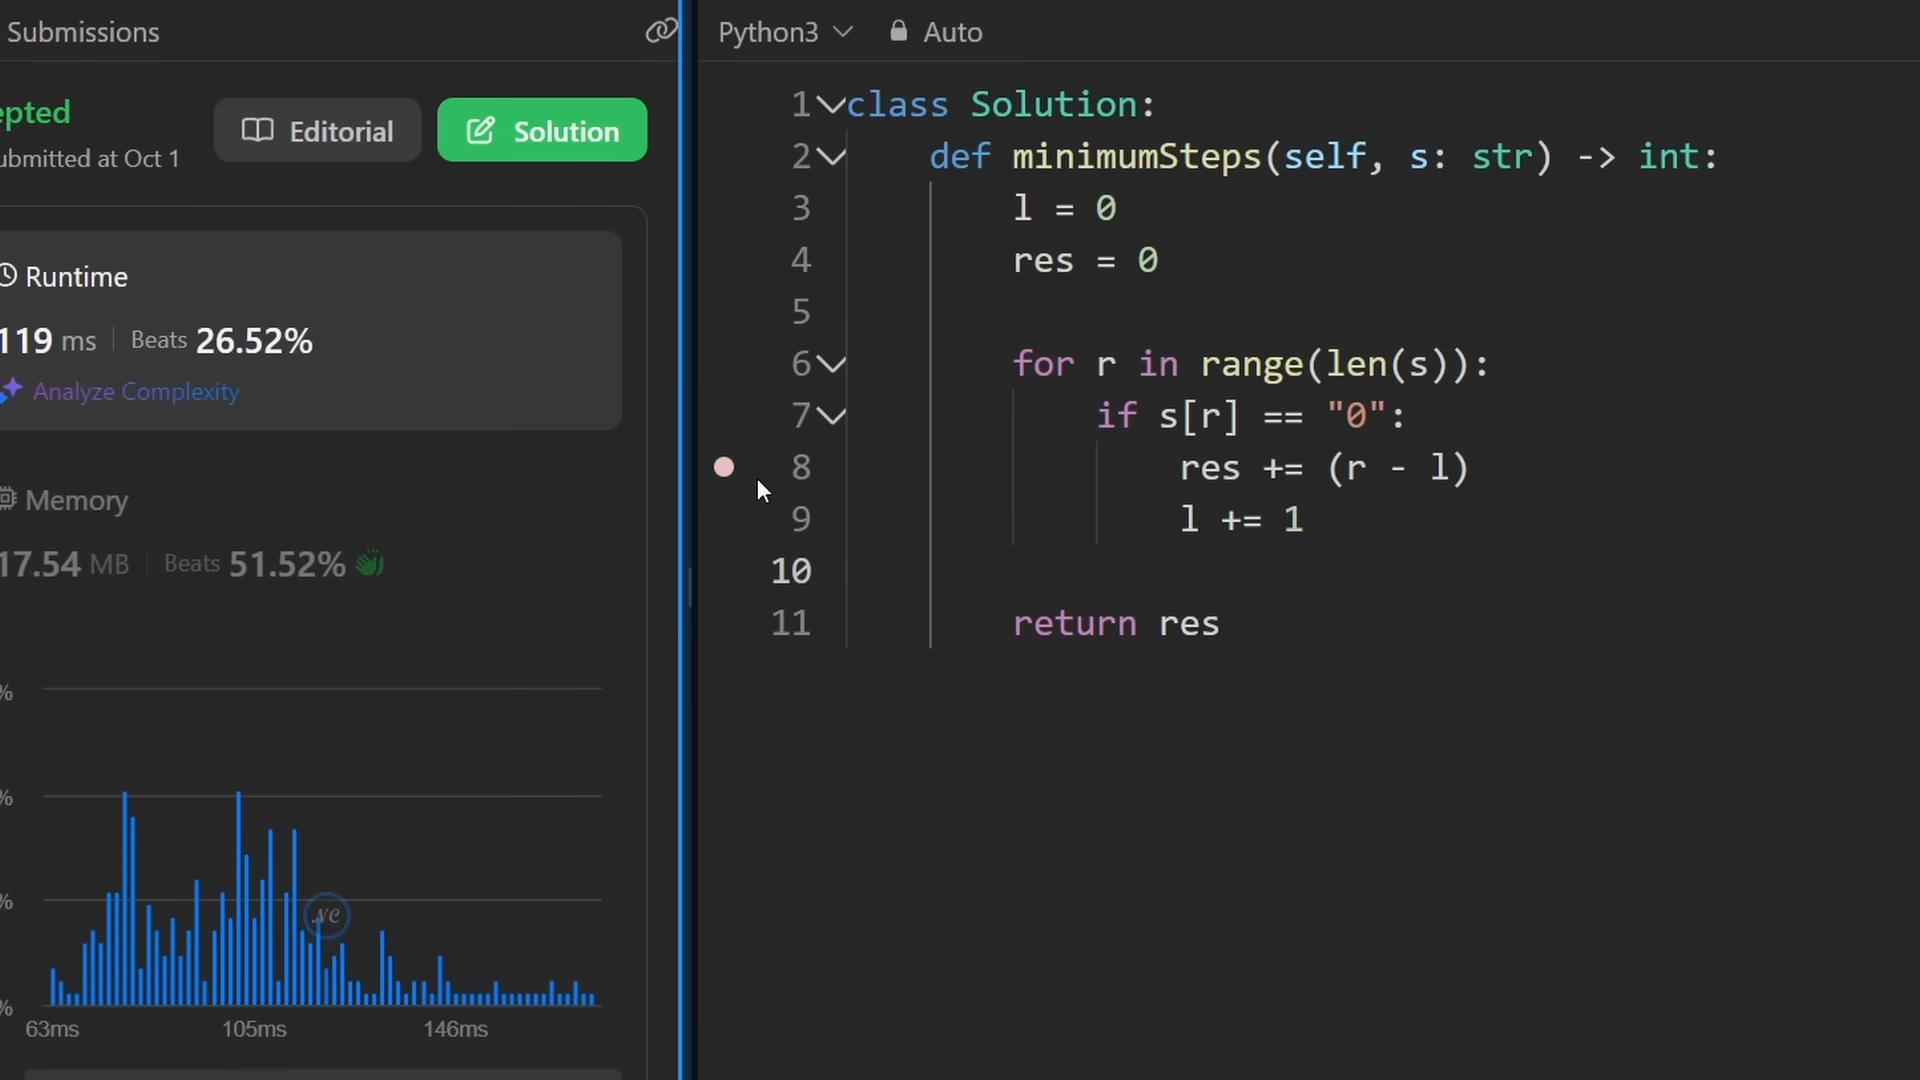 Submissions
epted
ubmitted at Oct 1
Editorial
Solution
Runtime
119 ms
Beats 26.52%
Analyze Complexity
Memory
17.54 MB
Beats 51.52%
%
%
%
%
NC
63ms
105ms
146ms
Python3
Auto
1 class Solution:
2 def minimumSteps(self, s: str) -> int:
3 l = 0
4 res = 0
5
6 for r in range(len(s)):
7 if s[r] == "0":
8 res += (r - l)
9 l += 1
10
11 return res